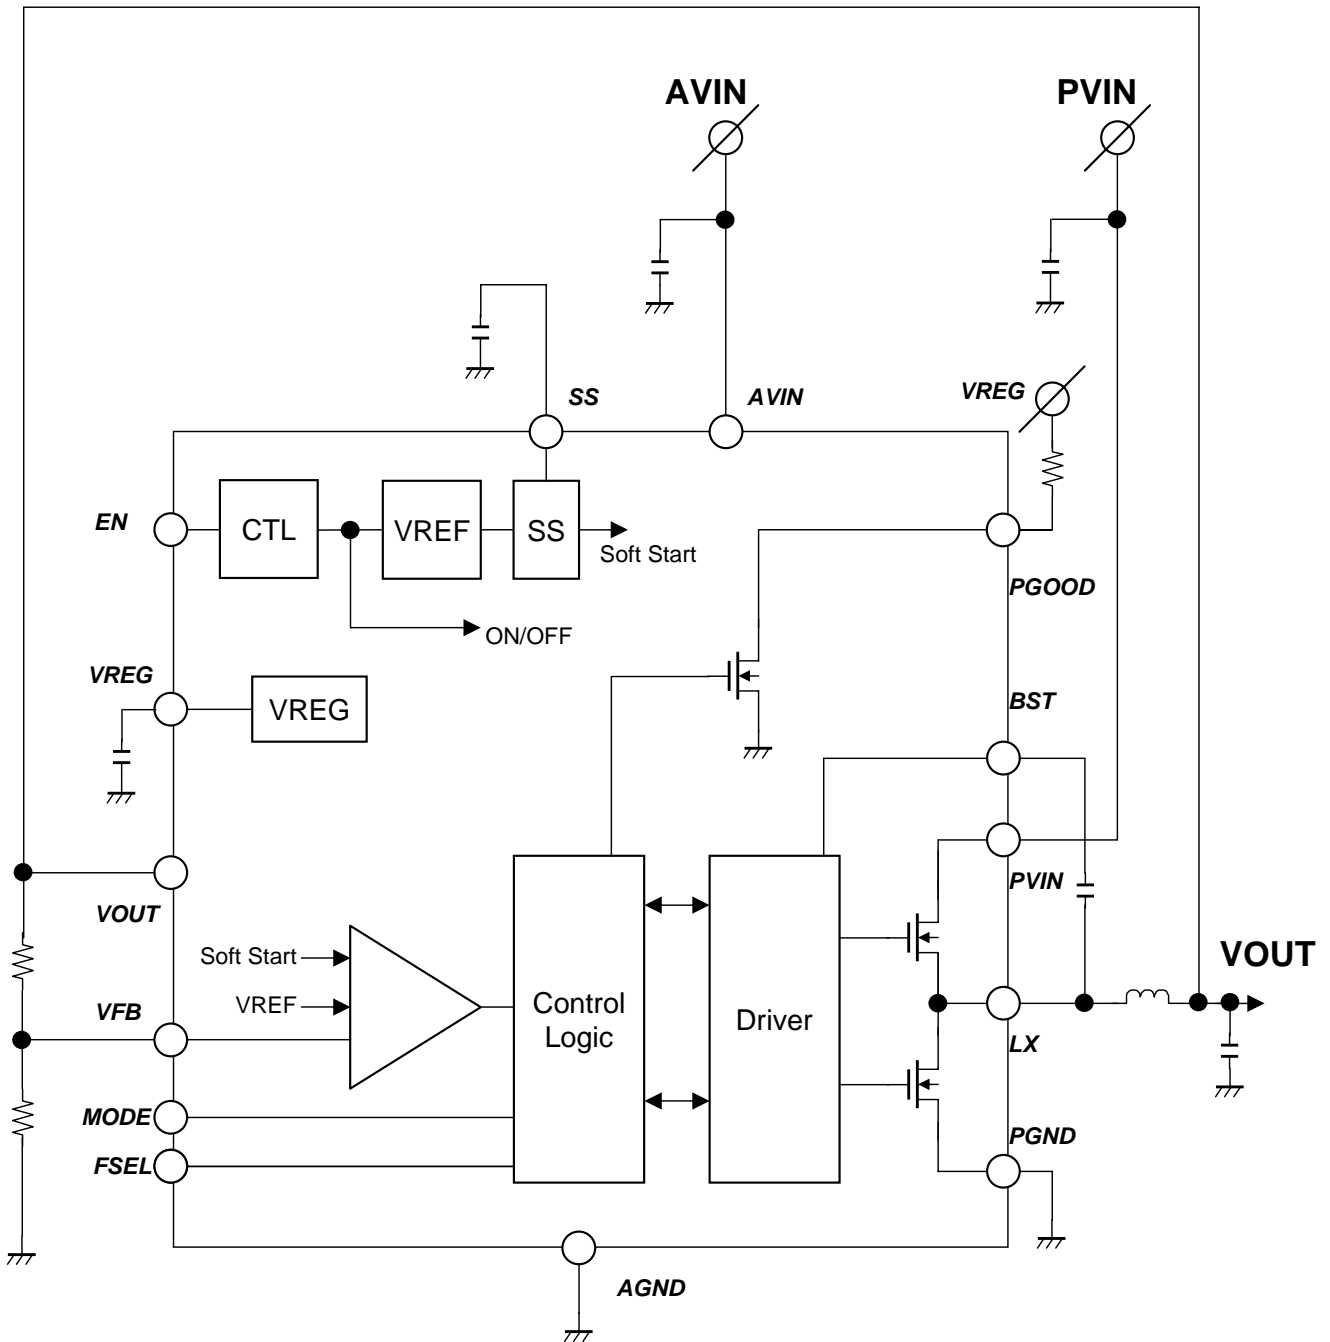 AVIN
PVIN
SS
AVIN
VREG
EN
CTL
VREF
SS
Soft Start
PGOOD
ON/OFF
VREG
VREG
BST
PVIN
VOUT
Soft Start
VOUT
VREF
VFB
Control
Logic
Driver
LX
MODE
PGND
FSEL
AGND